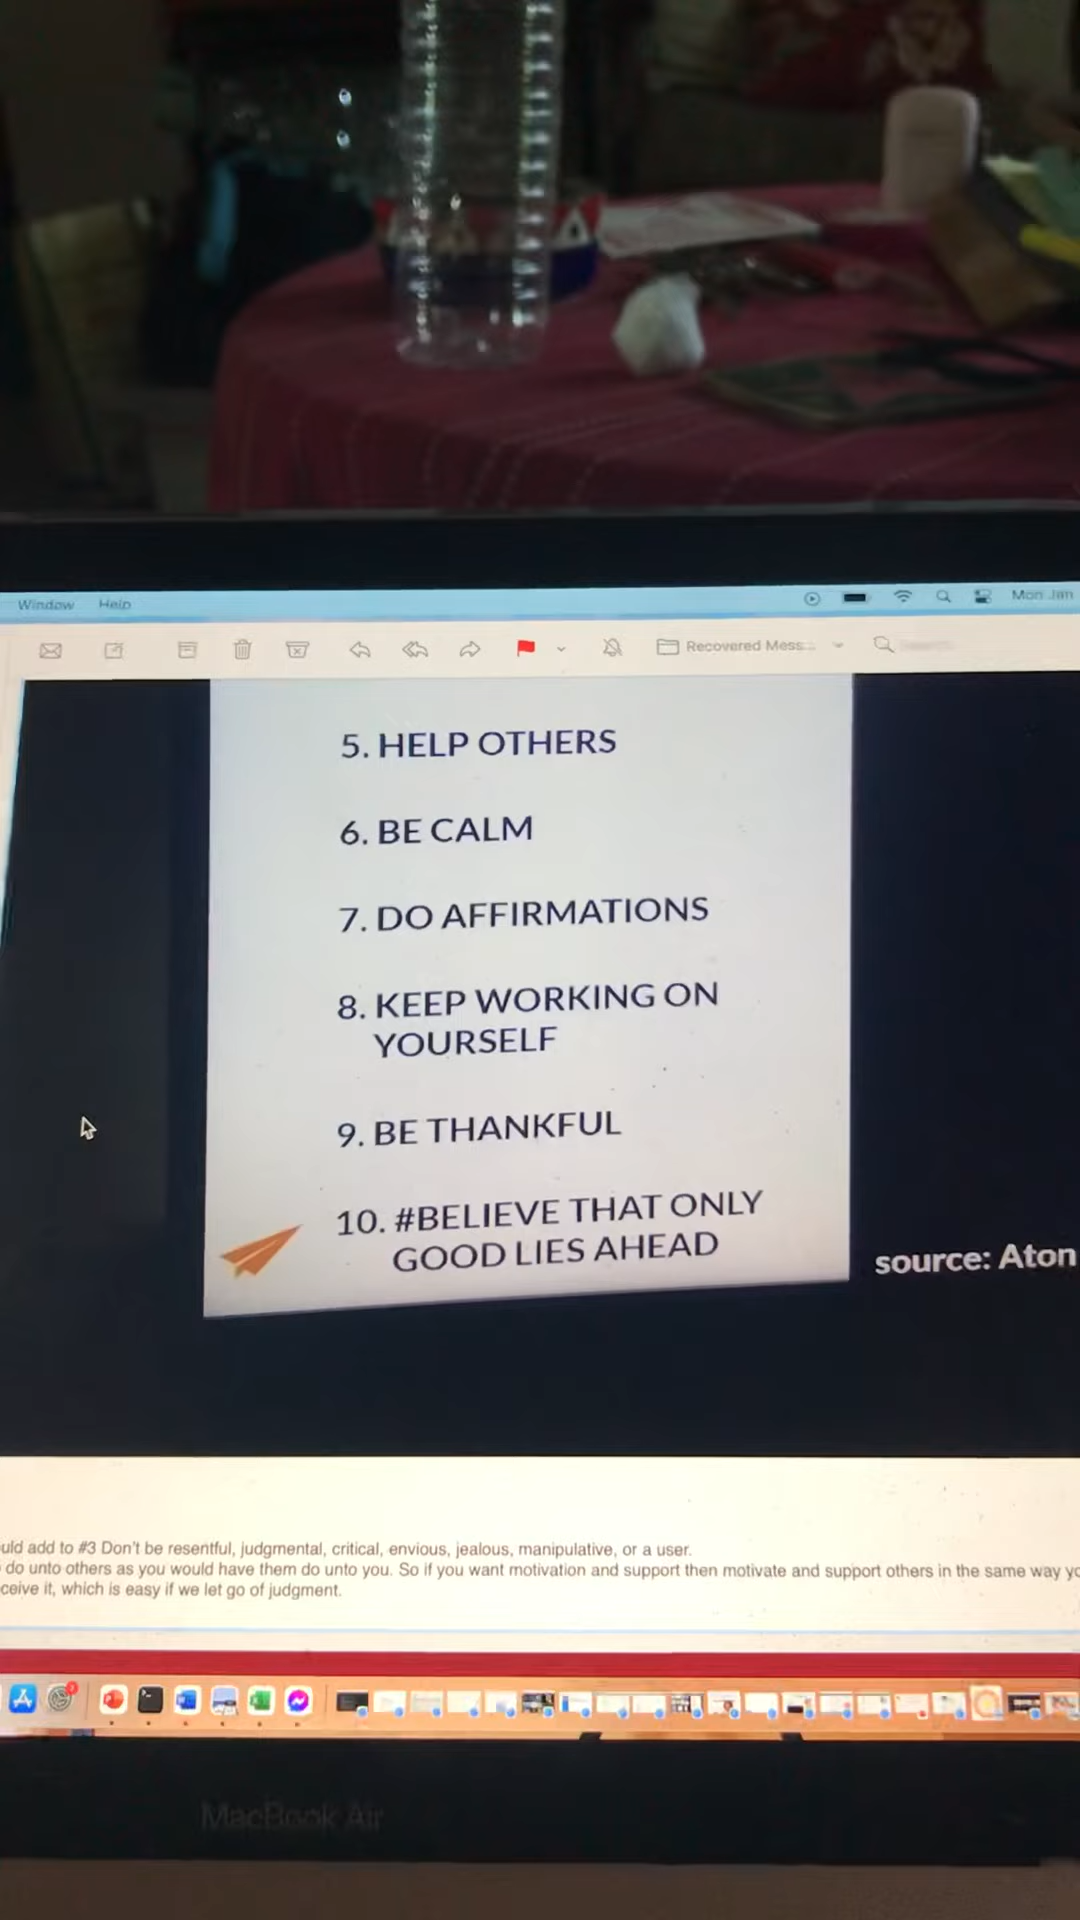 Window Help Mon Jan
Recovered Mess...
5. HELP OTHERS
6. BE CALM
7. DO AFFIRMATIONS
8. KEEP WORKING ON
YOURSELF
9. BE THANKFUL
10. #BELIEVE THAT ONLY
GOOD LIES AHEAD
source: Aton
uld add to #3 Don't be resentful, judgmental, critical, envious, jealous, manipulative, or a user.
do unto others as you would have them do unto you. So if you want motivation and support then motivate and support others in the same way yo
ceive it, which is easy if we let go of judgment.
MacBook Air